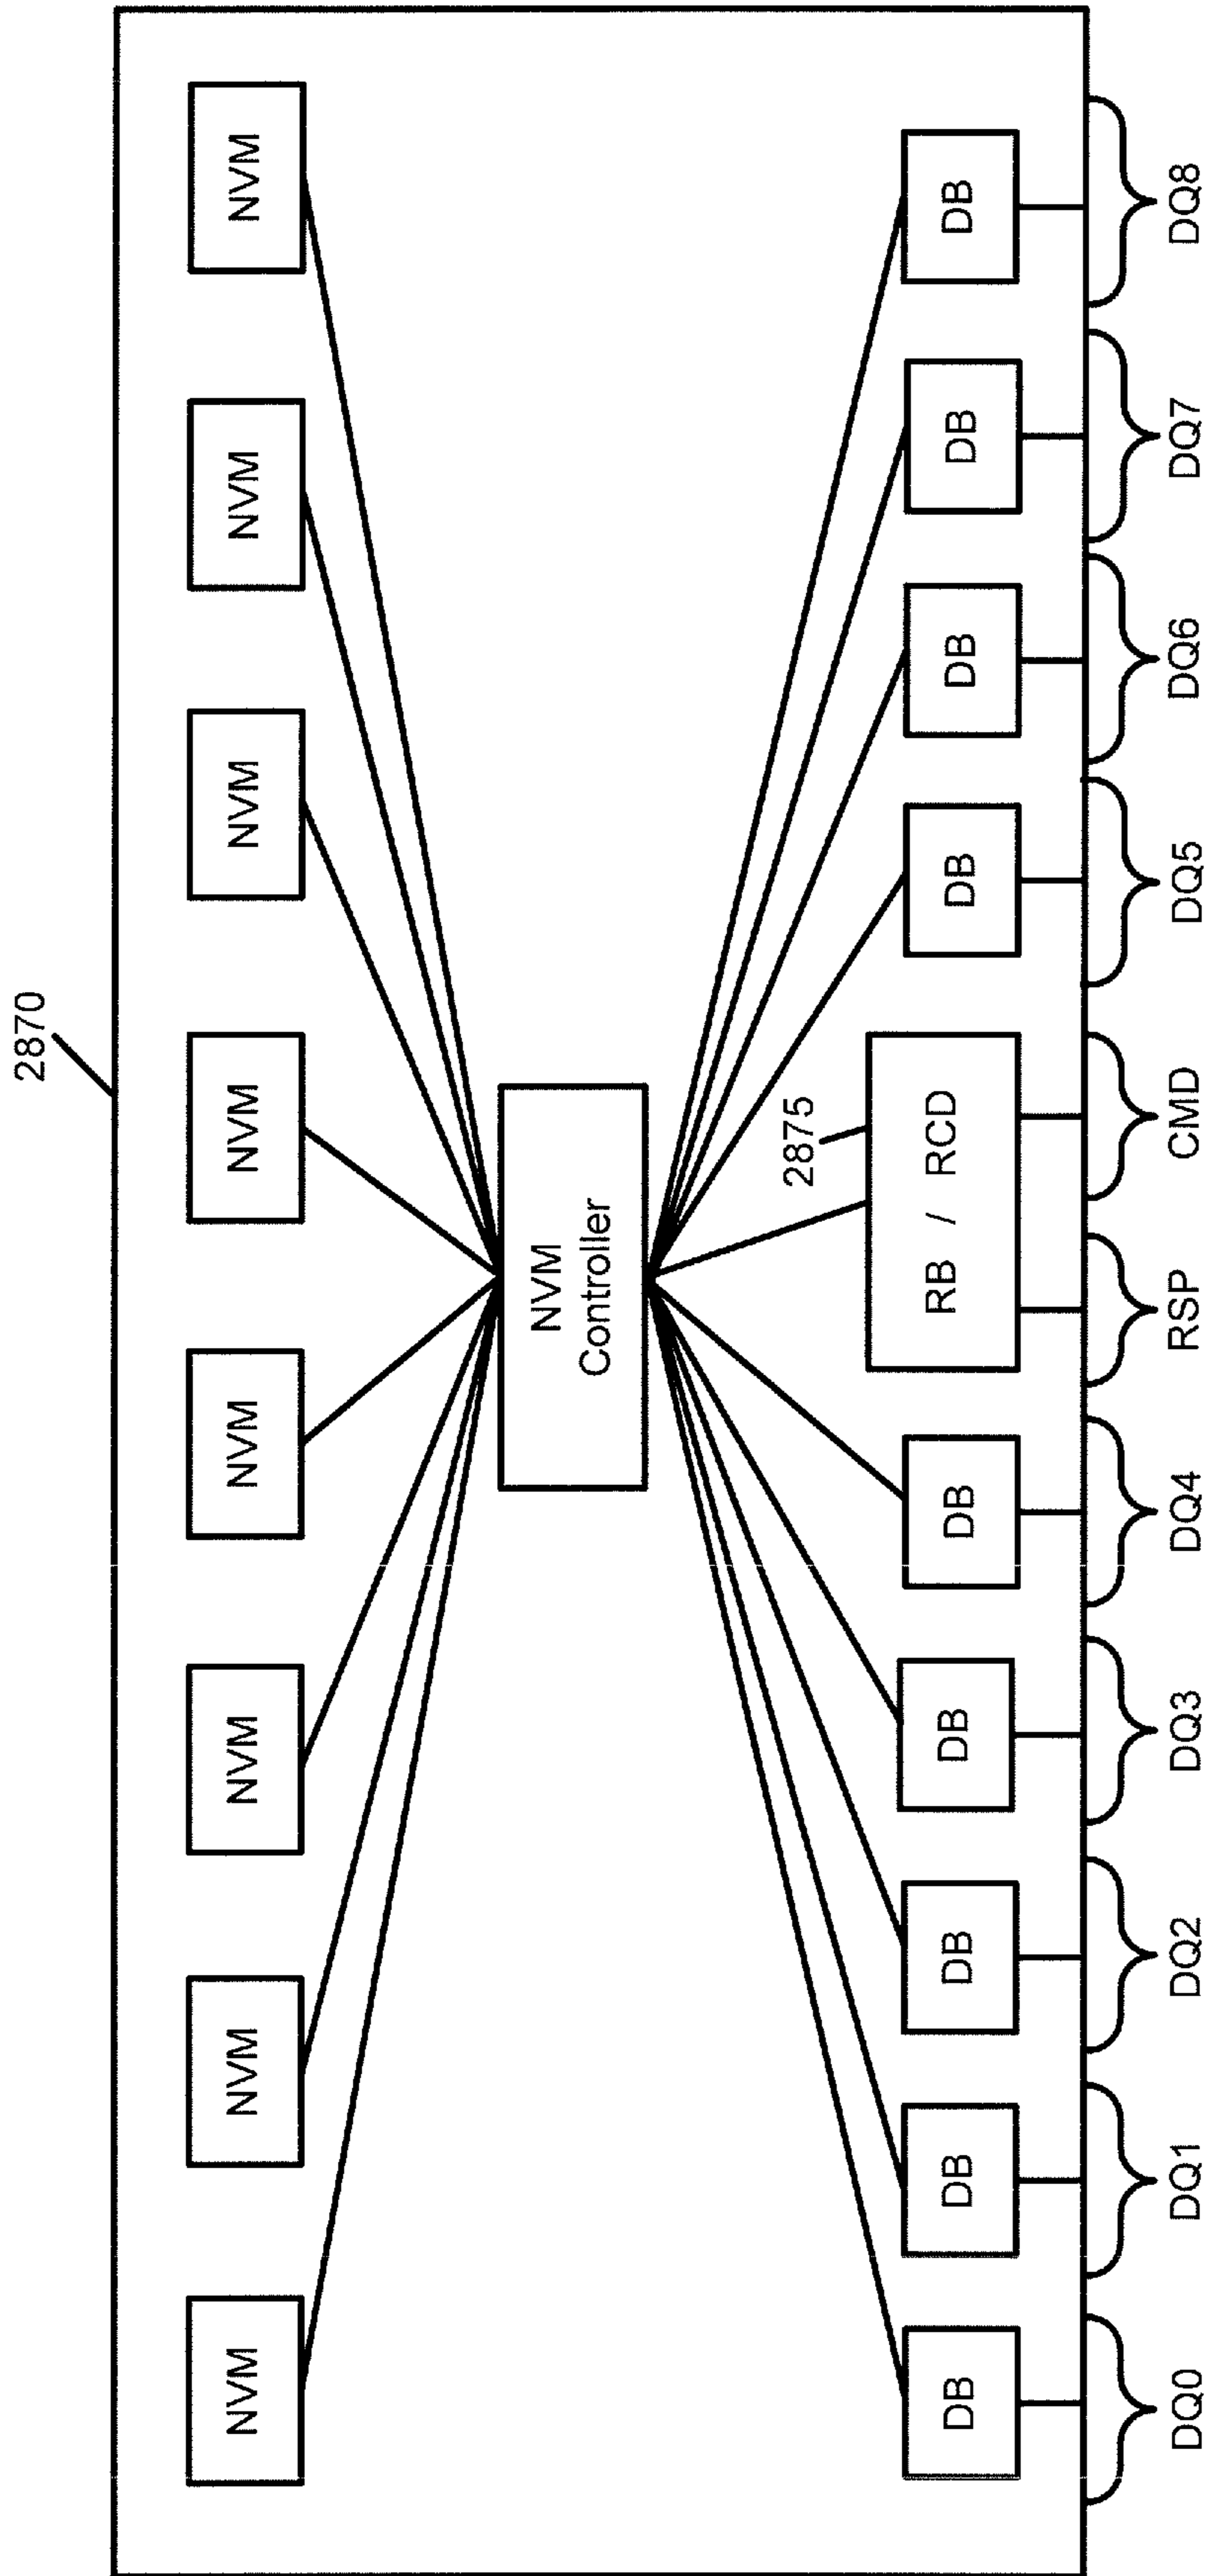 2870
NVM
NVM
NVM
NVM
NVM
NVM
NVM
NVM
NVM
Controller
2875
DB
DB
DB
DB
DB
RB / RCD
DB
DB
DB
DB
DQ0
DQ1
DQ2
DQ3
DQ4
RSP
CMD
DQ5
DQ6
DQ7
DQ8